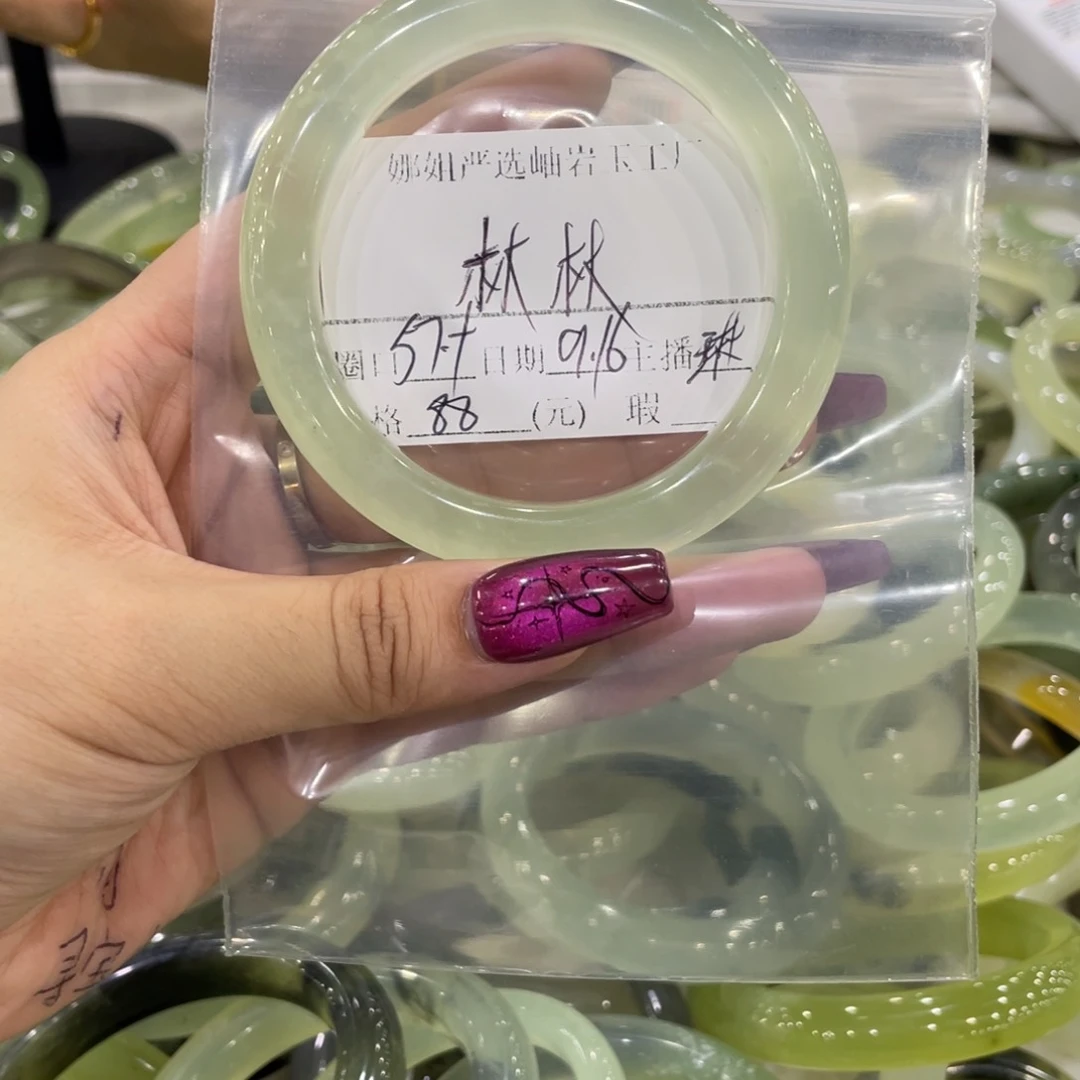 娜姐严选岫岩玉工厂
林林
圈口57+ 日期9.16 主播
格 88 (元) 瑕